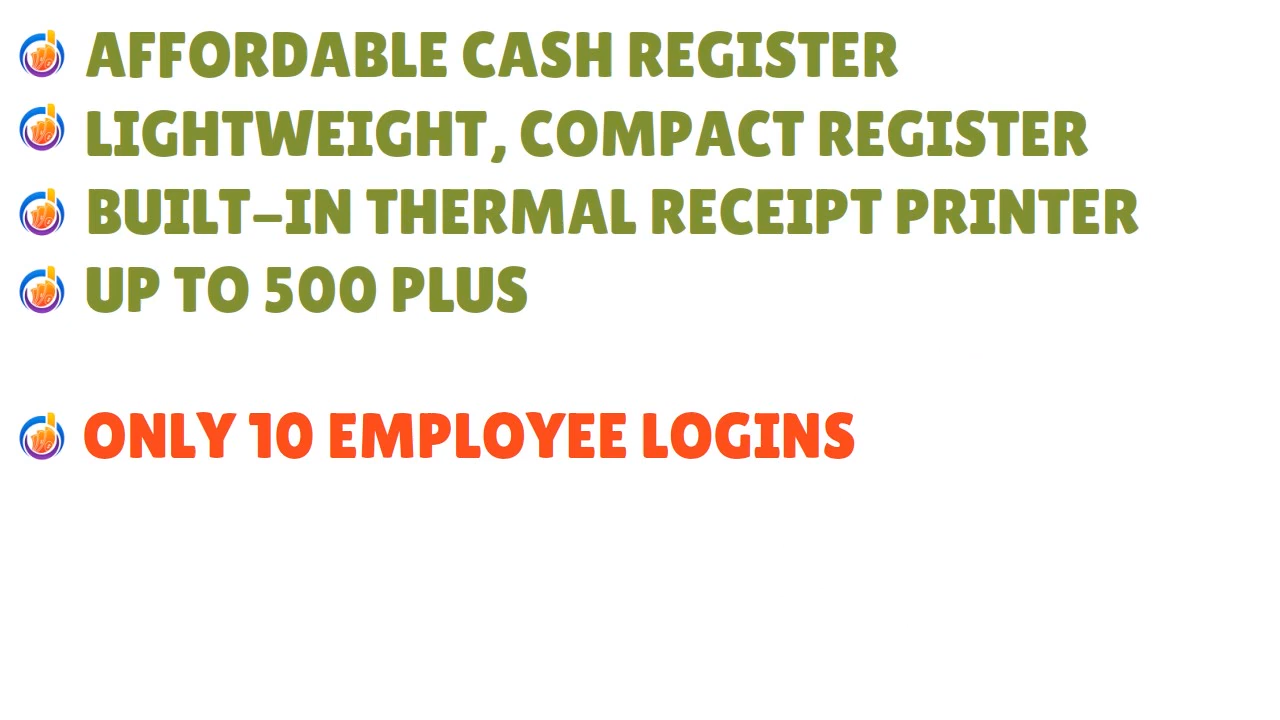 AFFORDABLE CASH REGISTER
LIGHTWEIGHT, COMPACT REGISTER
BUILT-IN THERMAL RECEIPT PRINTER
UP TO 500 PLUS
ONLY 10 EMPLOYEE LOGINS